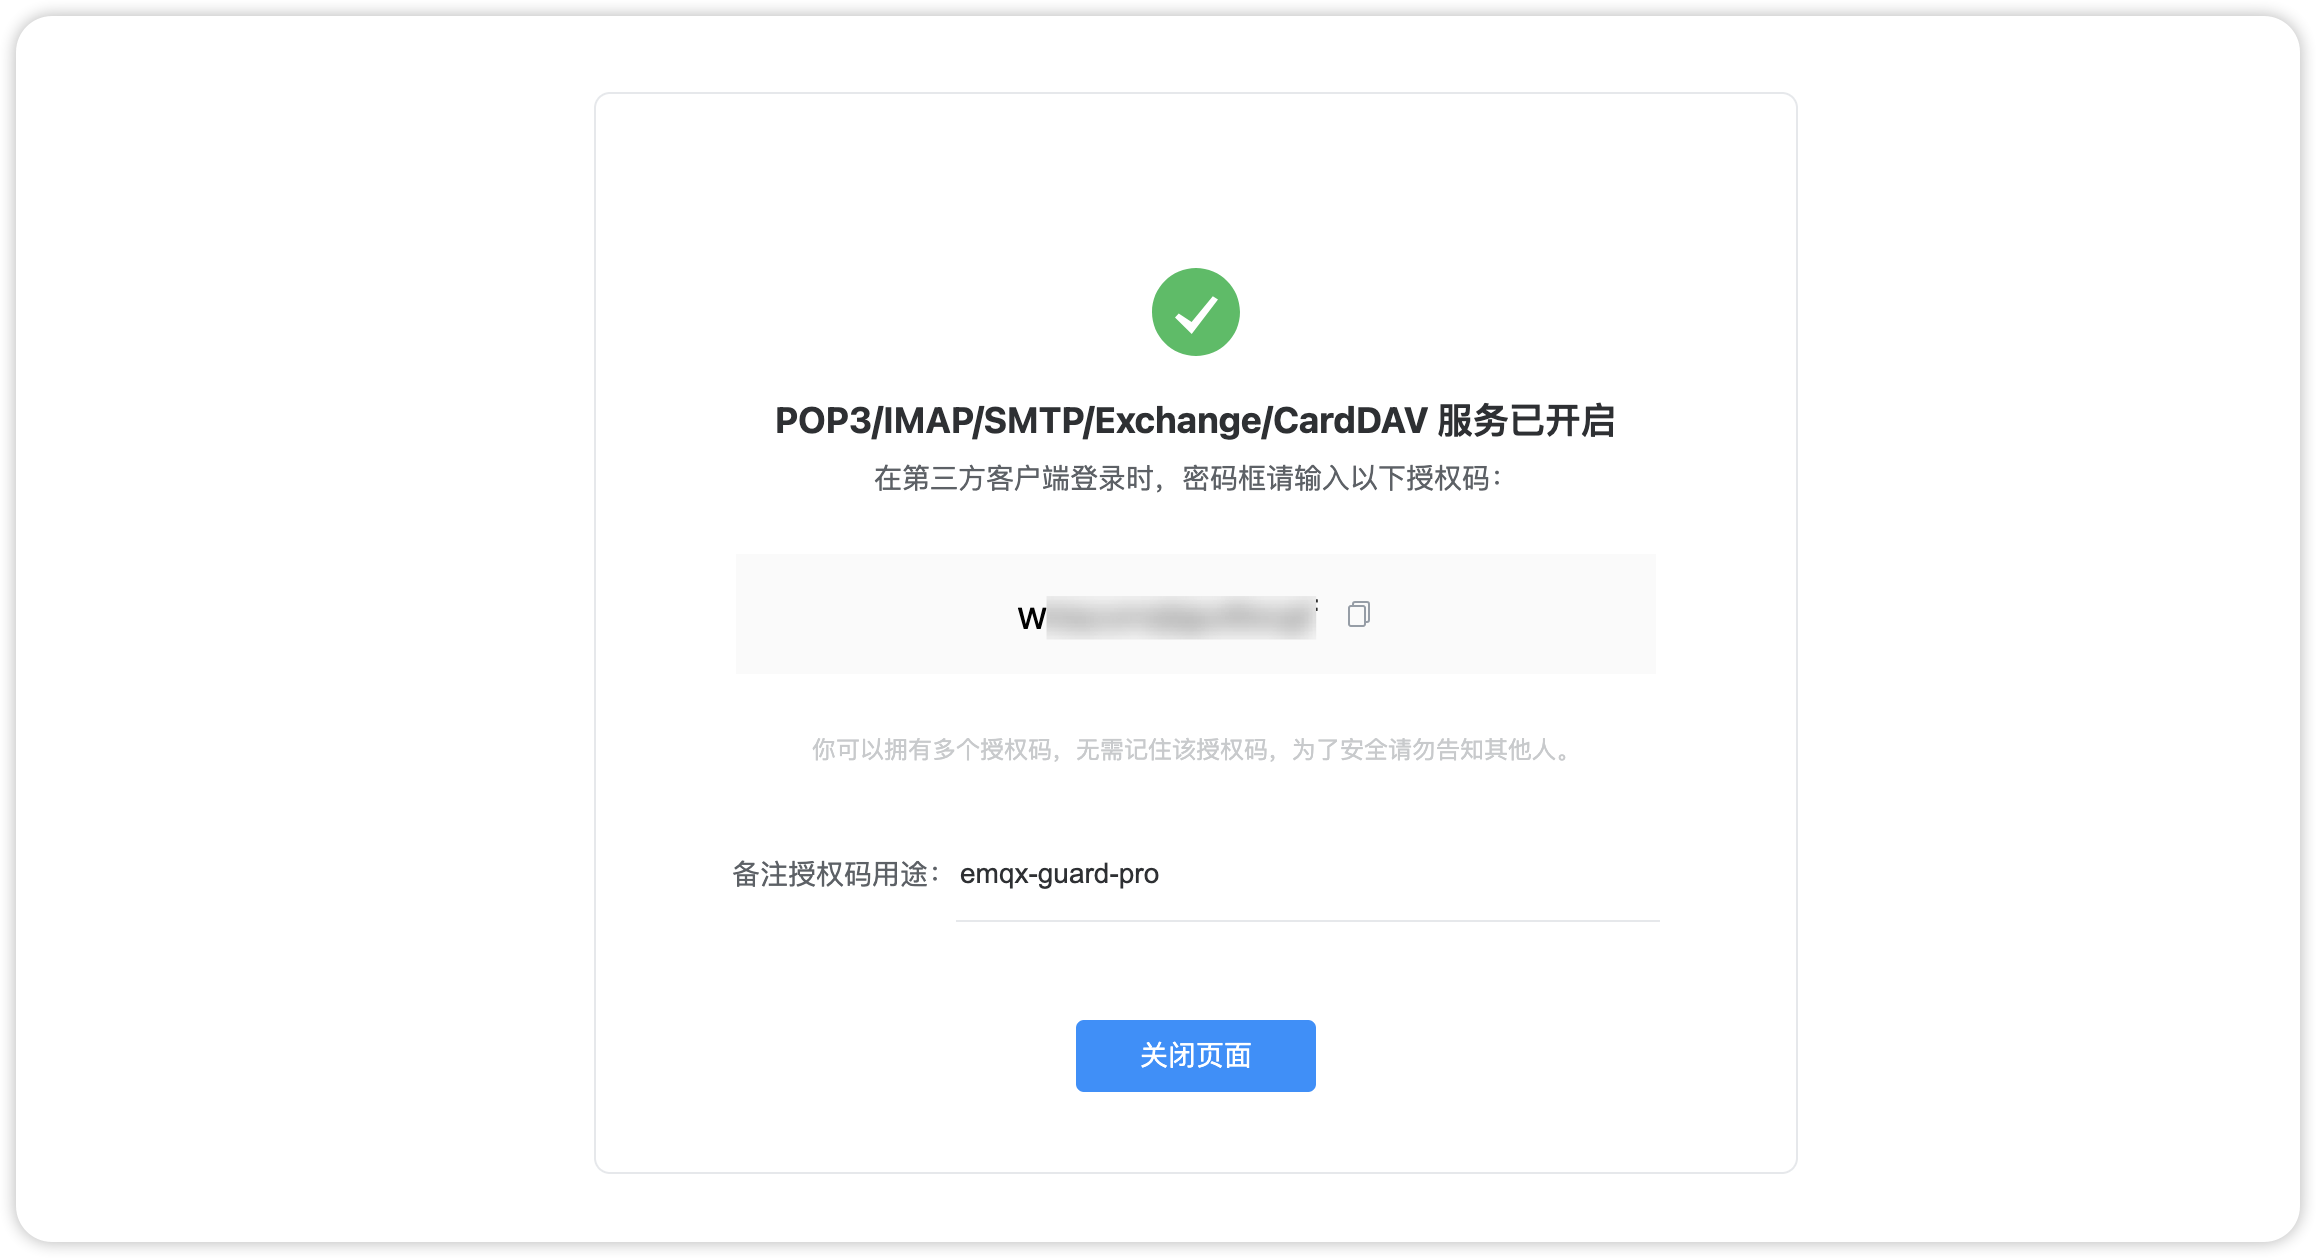 POP3/IMAP/SMTP/Exchange/CardDAV 服务已开启
在第三方客户端登录时，密码框请输入以下授权码：
w
你可以拥有多个授权码，无需记住该授权码，为了安全请勿告知其他人。
备注授权码用途： emqx-guard-pro
关闭页面